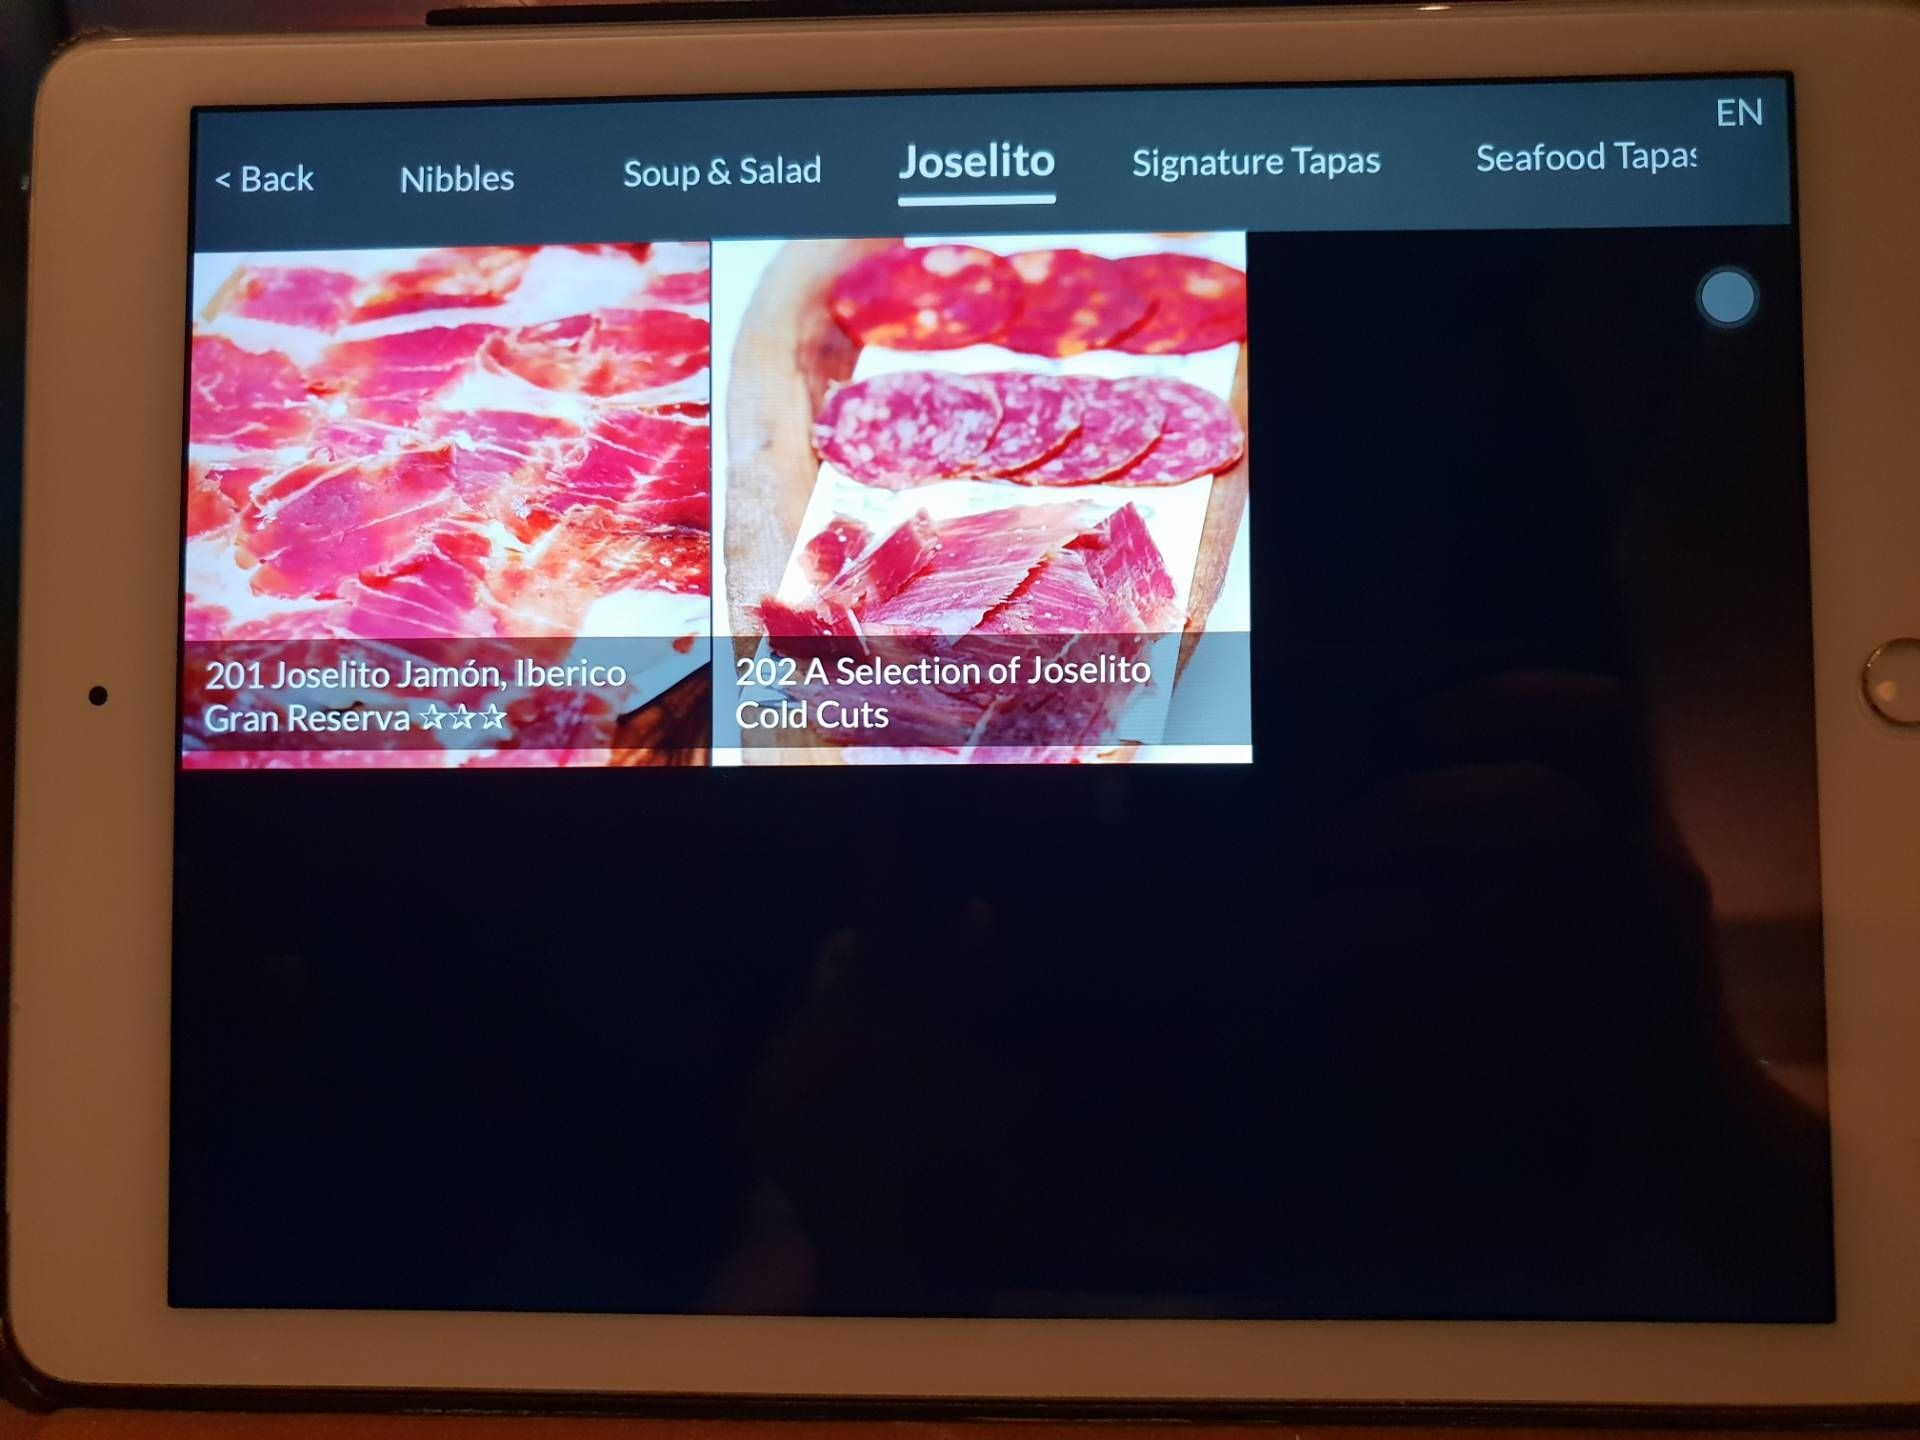 EN
< Back Nibbles Soup & Salad Joselito Signature Tapas Seafood Tapas
201 Joselito Jamón, Iberico
Gran Reserva ☆☆☆
202 A Selection of Joselito
Cold Cuts